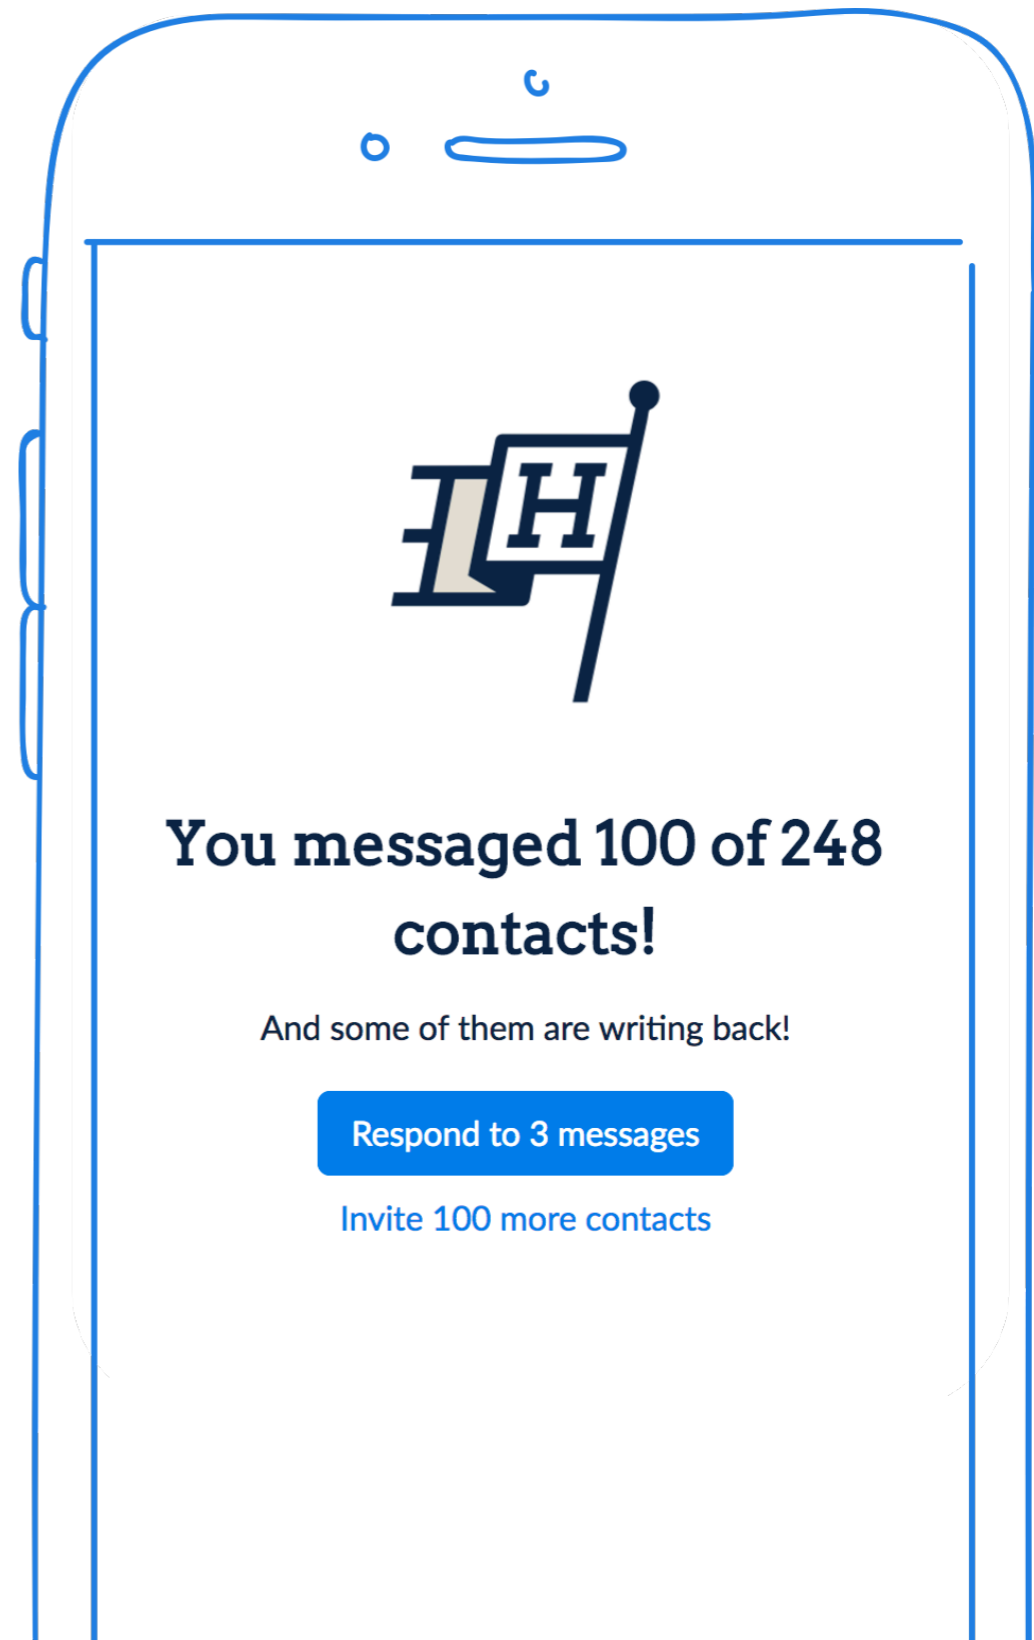 H
You messaged 100 of 248
contacts!
And some of them are writing back!
Respond to 3 messages
Invite 100 more contacts